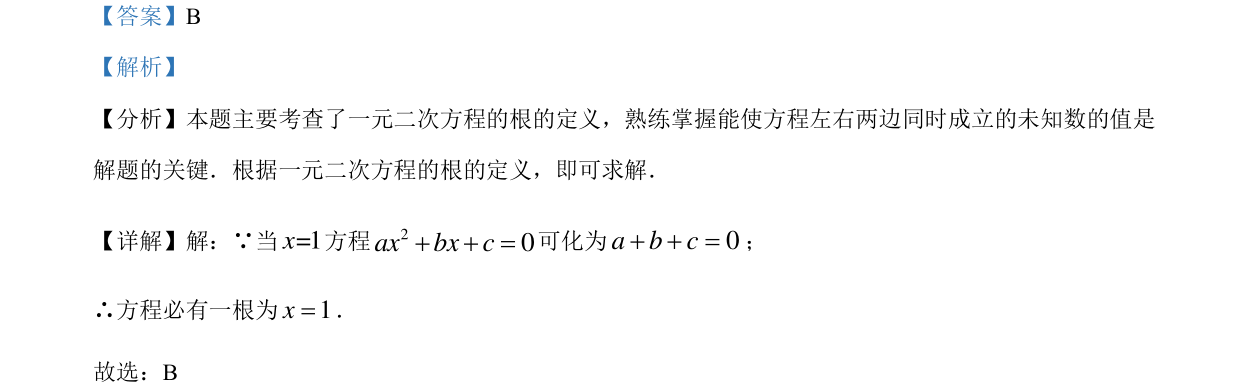 【答案】B
【解析】
【分析】本题主要考查了一元二次方程的根的定义，熟练掌握能使方程左右两边同时成立的未知数的值是
解题的关键．根据一元二次方程的根的定义，即可求解．
【详解】解：∵当x=1方程ax²+bx+c=0可化为a+b+c=0；
∴方程必有一根为x=1．
故选：B